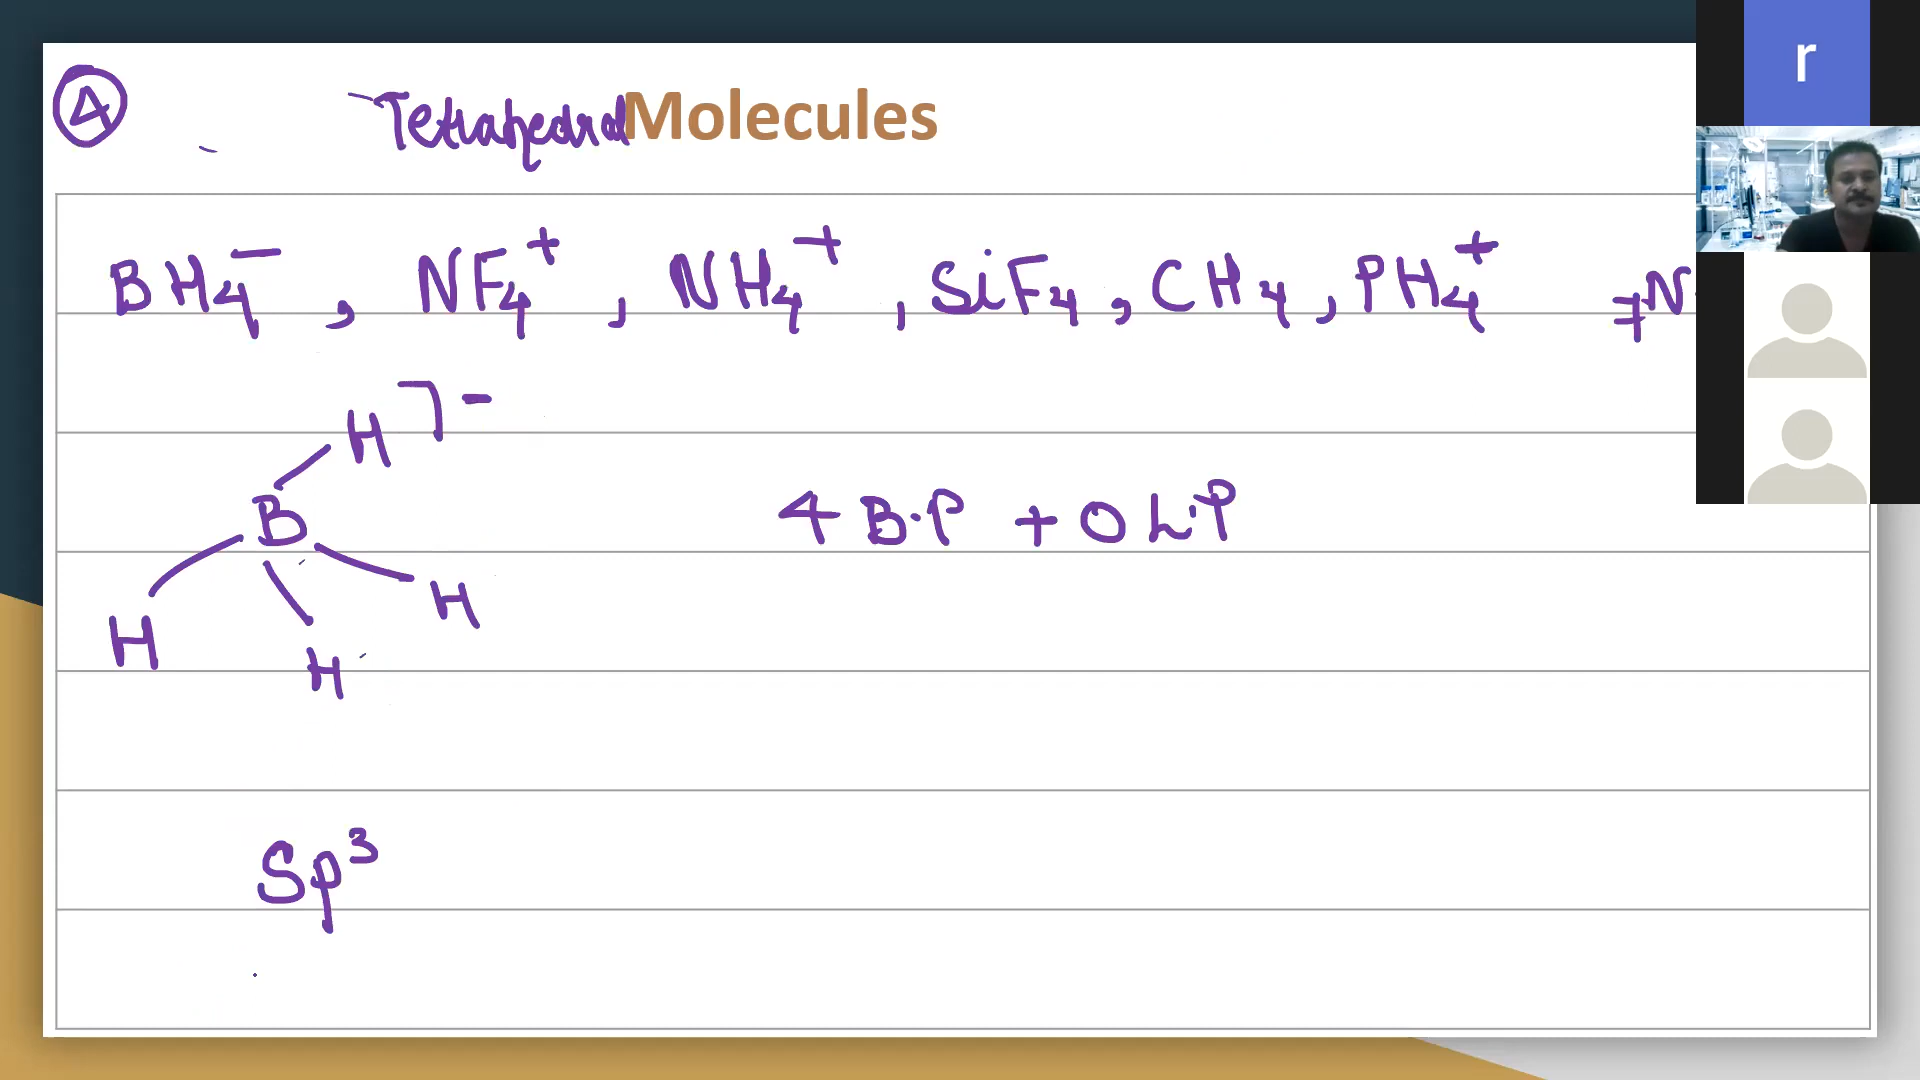 4 Tetrahedral Molecules
r
BH₄⁻, NF₄⁺, NH₄⁺, SiF₄, CH₄, PH₄⁺ ≠ N
H ]⁻
B
H
H
H
4 B.P + 0 L.P
Sp³